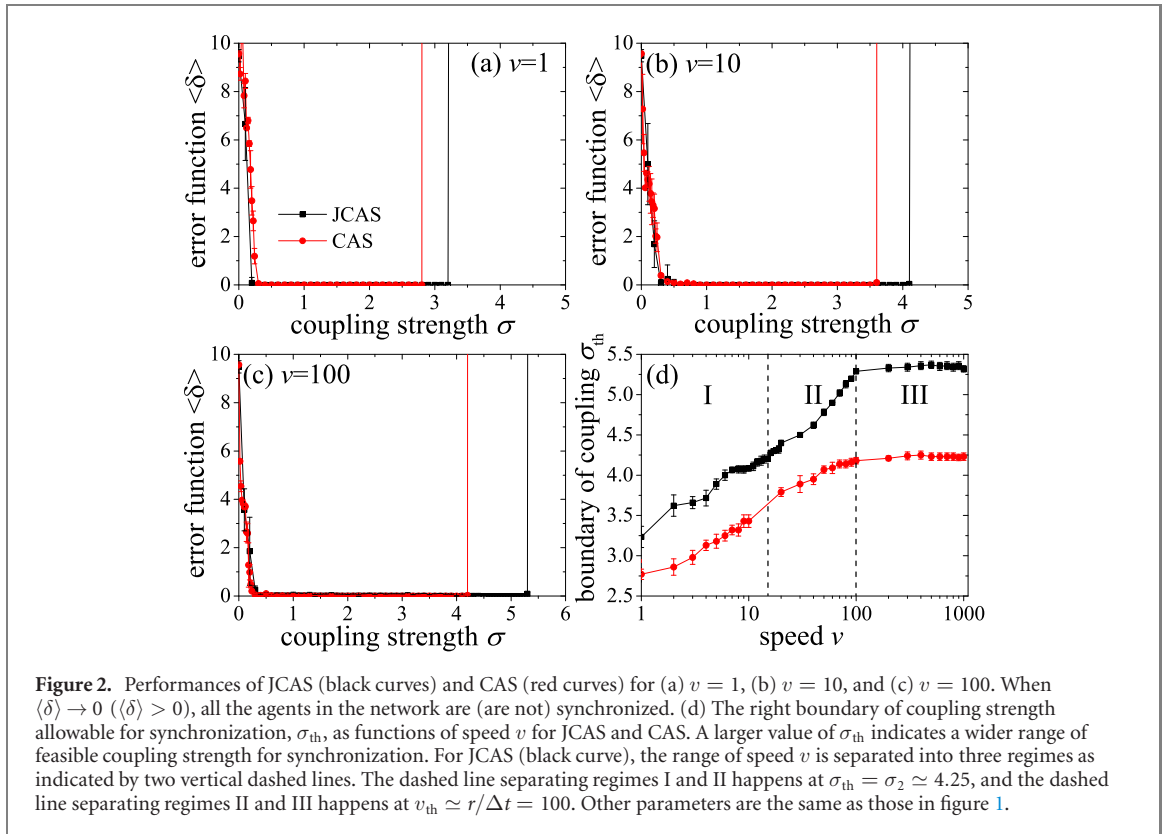 10
8
6
4
2
0
error function <δ>
(a) v=1
JCAS
CAS
0 1 2 3 4 5
coupling strength σ
10
8
6
4
2
0
error function <δ>
(b) v=10
0 1 2 3 4 5
coupling strength σ
10
8
6
4
2
0
error function <δ>
(c) v=100
0 1 2 3 4 5 6
coupling strength σ
5.5
5.0
4.5
4.0
3.5
3.0
2.5
boundary of coupling σth
(d)
I II III
1 10 100 1000
speed v
Figure 2. Performances of JCAS (black curves) and CAS (red curves) for (a) v = 1, (b) v = 10, and (c) v = 100. When
⟨δ⟩ → 0 (⟨δ⟩ > 0), all the agents in the network are (are not) synchronized. (d) The right boundary of coupling strength
allowable for synchronization, σth, as functions of speed v for JCAS and CAS. A larger value of σth indicates a wider range of
feasible coupling strength for synchronization. For JCAS (black curve), the range of speed v is separated into three regimes as
indicated by two vertical dashed lines. The dashed line separating regimes I and II happens at σth = σ2 ≃ 4.25, and the dashed
line separating regimes II and III happens at vth ≃ r/Δt = 100. Other parameters are the same as those in figure 1.